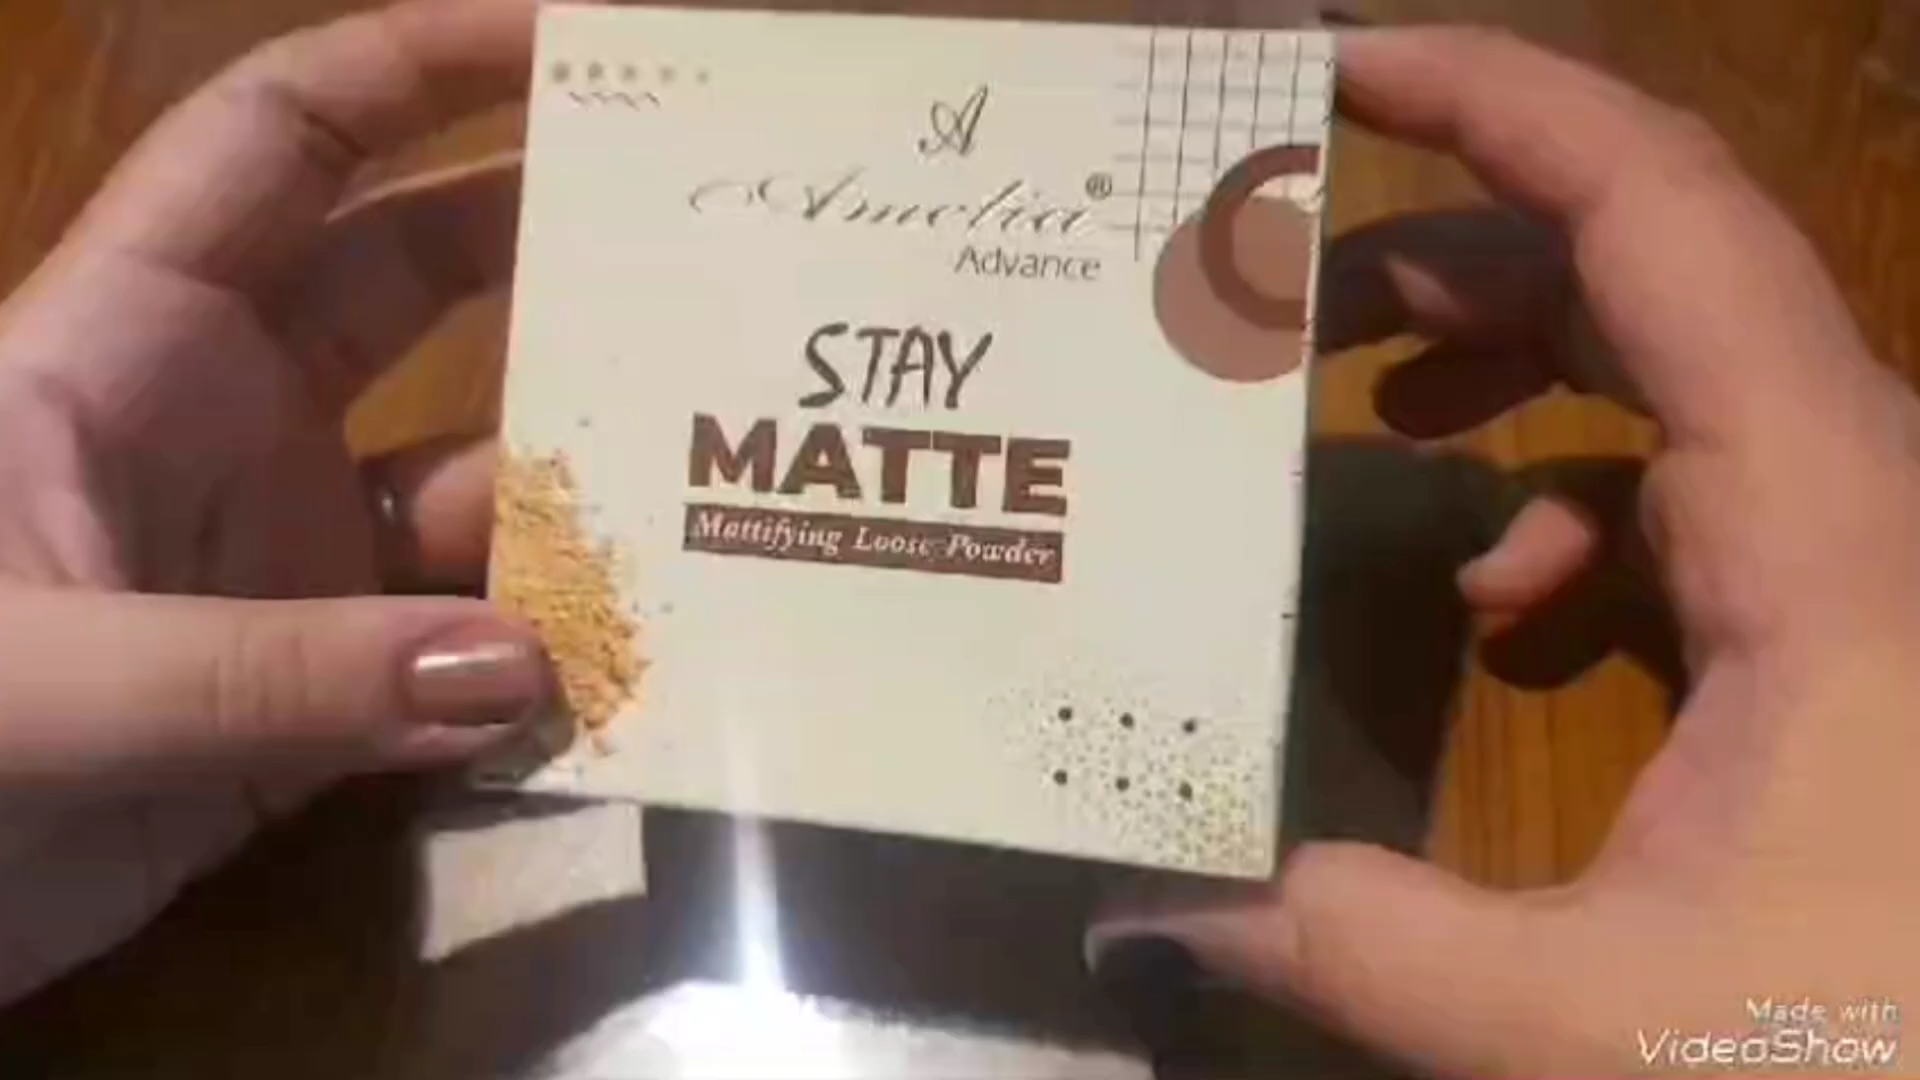 A
Amelia®
Advance
STAY
MATTE
Mattifying Loose Powder
Made with
VideoShow